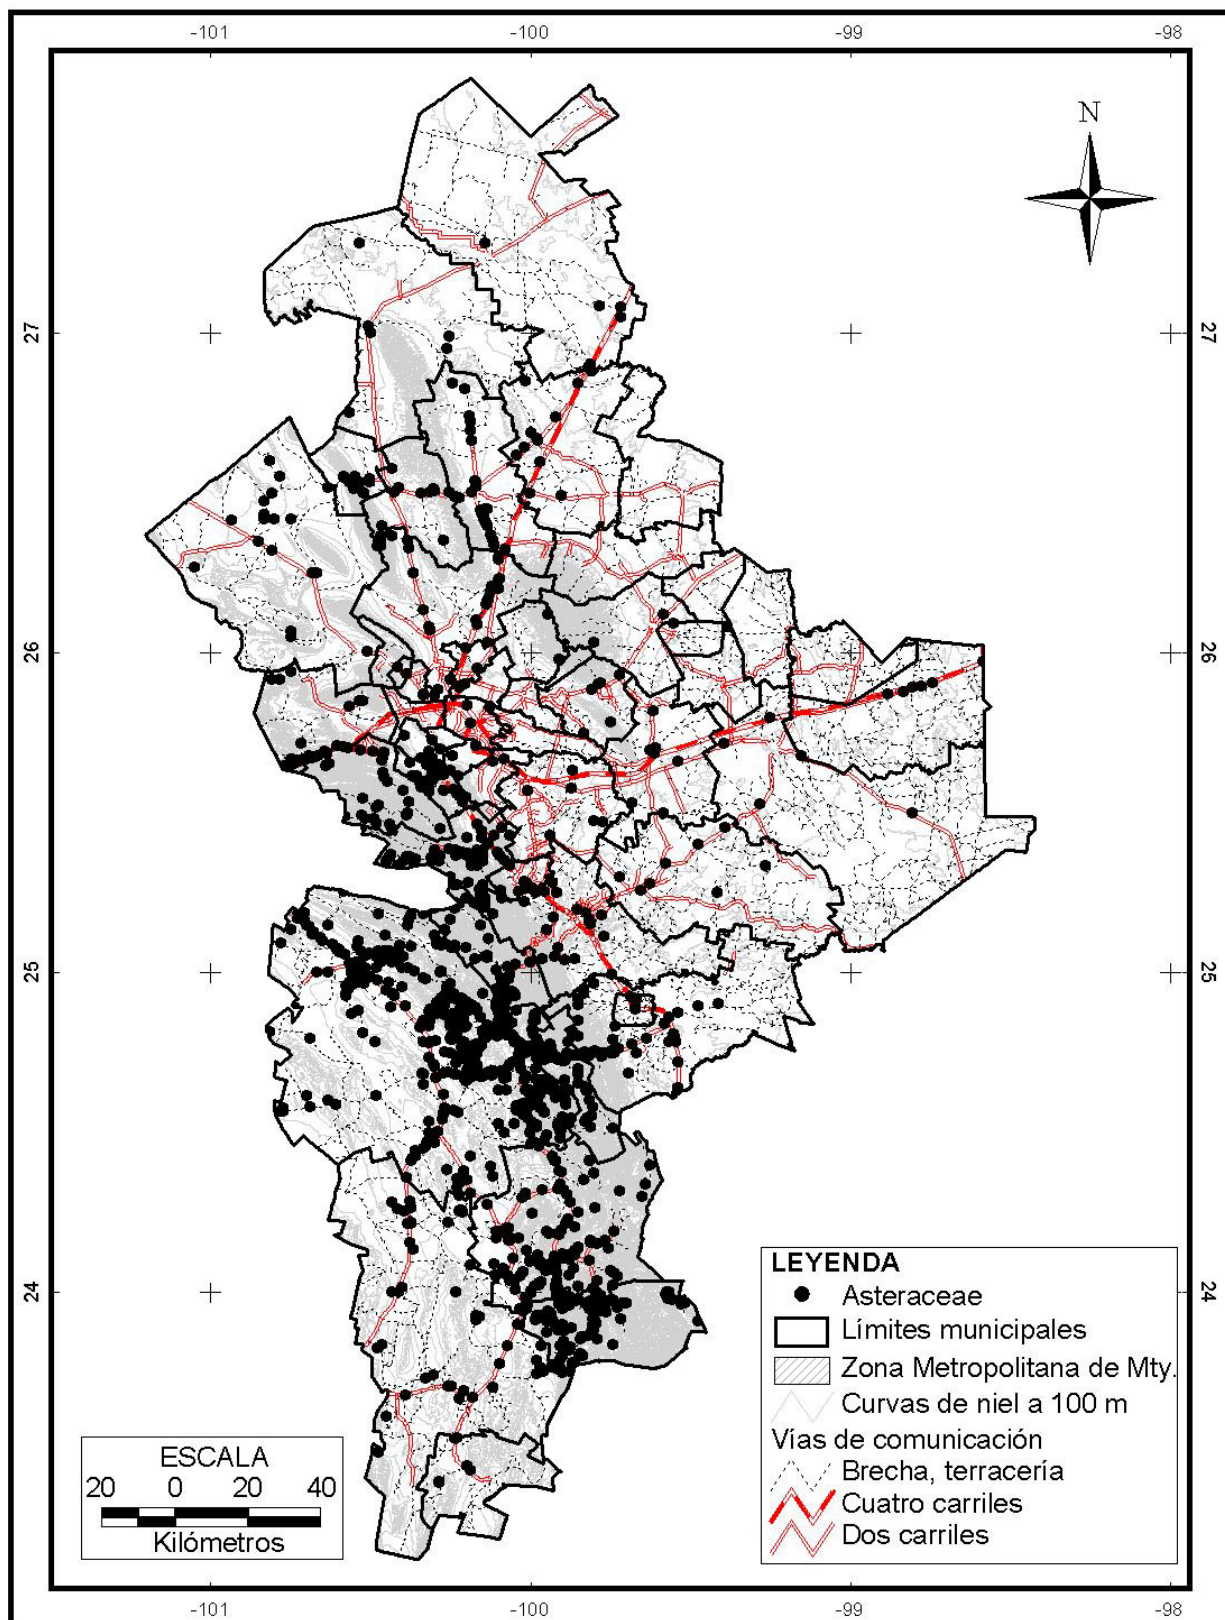 -101 -100 -99 -98
N
27 27
26 26
25 25
24 24
LEYENDA
Asteraceae
Límites municipales
Zona Metropolitana de Mty.
Curvas de niel a 100 m
Vías de comunicación
Brecha, terracería
Cuatro carriles
Dos carriles
ESCALA
20 0 20 40
Kilómetros
-101 -100 -99 -98